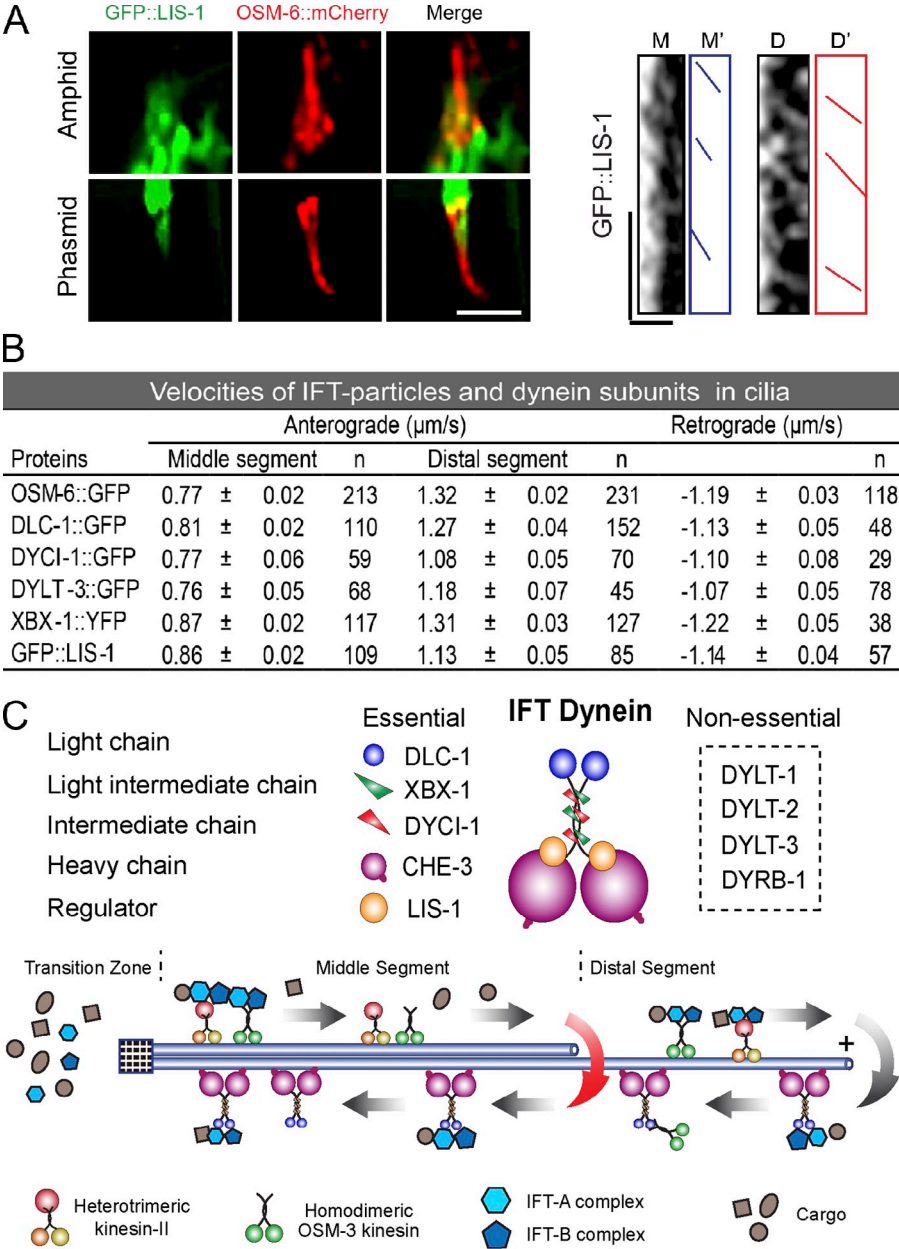 A
GFP::LIS-1 OSM-6::mCherry Merge
Amphid
Phasmid
M M’ D D’
GFP::LIS-1
B
Velocities of IFT-particles and dynein subunits in cilia
Anterograde (µm/s) Retrograde (µm/s)
Proteins Middle segment n Distal segment n n
OSM-6::GFP 0.77 ± 0.02 213 1.32 ± 0.02 231 -1.19 ± 0.03 118
DLC-1::GFP 0.81 ± 0.02 110 1.27 ± 0.04 152 -1.13 ± 0.05 48
DYCI-1::GFP 0.77 ± 0.06 59 1.08 ± 0.05 70 -1.10 ± 0.08 29
DYLT-3::GFP 0.76 ± 0.05 68 1.18 ± 0.07 45 -1.07 ± 0.05 78
XBX-1::YFP 0.87 ± 0.02 117 1.31 ± 0.03 127 -1.22 ± 0.05 38
GFP::LIS-1 0.86 ± 0.02 109 1.13 ± 0.05 85 -1.14 ± 0.04 57
C
Essential IFT Dynein Non-essential
Light chain DLC-1
Light intermediate chain XBX-1
Intermediate chain DYCI-1
Heavy chain CHE-3
Regulator LIS-1
DYLT-1
DYLT-2
DYLT-3
DYRB-1
Transition Zone Middle Segment Distal Segment
+
Heterotrimeric
kinesin-II
Homodimeric
OSM-3 kinesin
IFT-A complex
IFT-B complex
Cargo